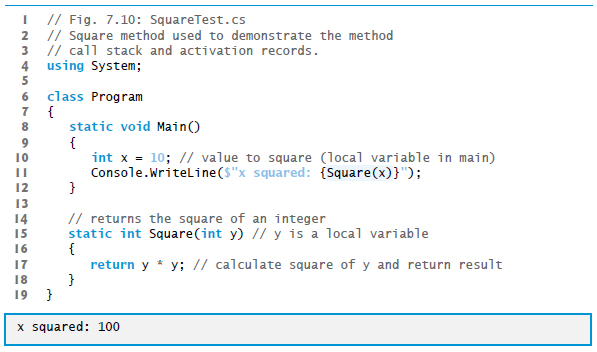 1 // Fig. 7.10: SquareTest.cs
2 // Square method used to demonstrate the method
3 // call stack and activation records.
4 using System;
5
6 class Program
7 {
8 static void Main()
9 {
10 int x = 10; // value to square (local variable in main)
11 Console.WriteLine($"x squared: {Square(x)}");
12 }
13
14 // returns the square of an integer
15 static int Square(int y) // y is a local variable
16 {
17 return y * y; // calculate square of y and return result
18 }
19 }
x squared: 100